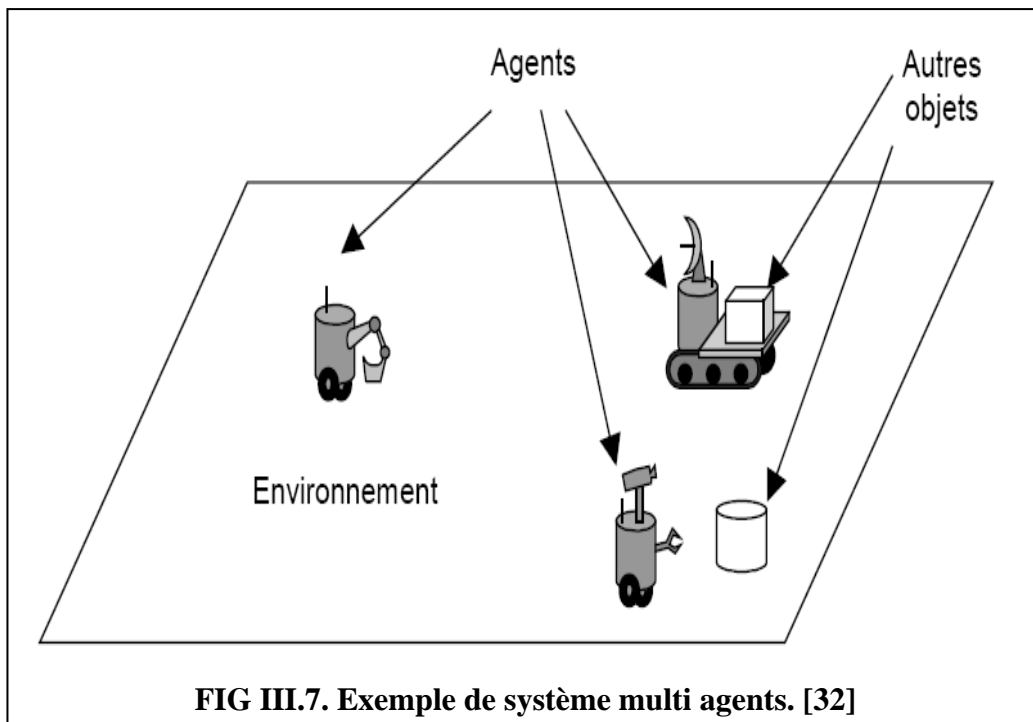 Agents
Autres
objets
Environnement
FIG III.7. Exemple de système multi agents. [32]